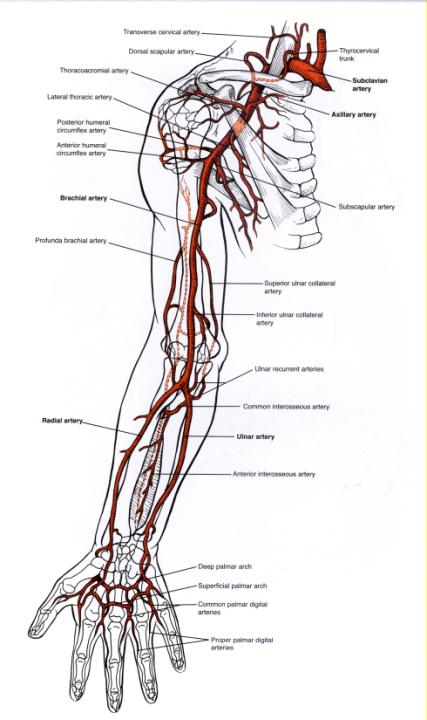 Transverse cervical artery
Dorsal scapular artery
Thyrocervical
trunk
Thoracoacromial artery
Subclavian
artery
Lateral thoracic artery
Axillary artery
Posterior humeral
circumflex artery
Anterior humeral
circumflex artery
Brachial artery
Subscapular artery
Profunda brachial artery
Superior ulnar collateral
artery
Inferior ulnar collateral
artery
Ulnar recurrent arteries
Common interosseous artery
Radial artery
Ulnar artery
Anterior interosseous artery
Deep palmar arch
Superficial palmar arch
Common palmar digital
arteries
Proper palmar digital
arteries